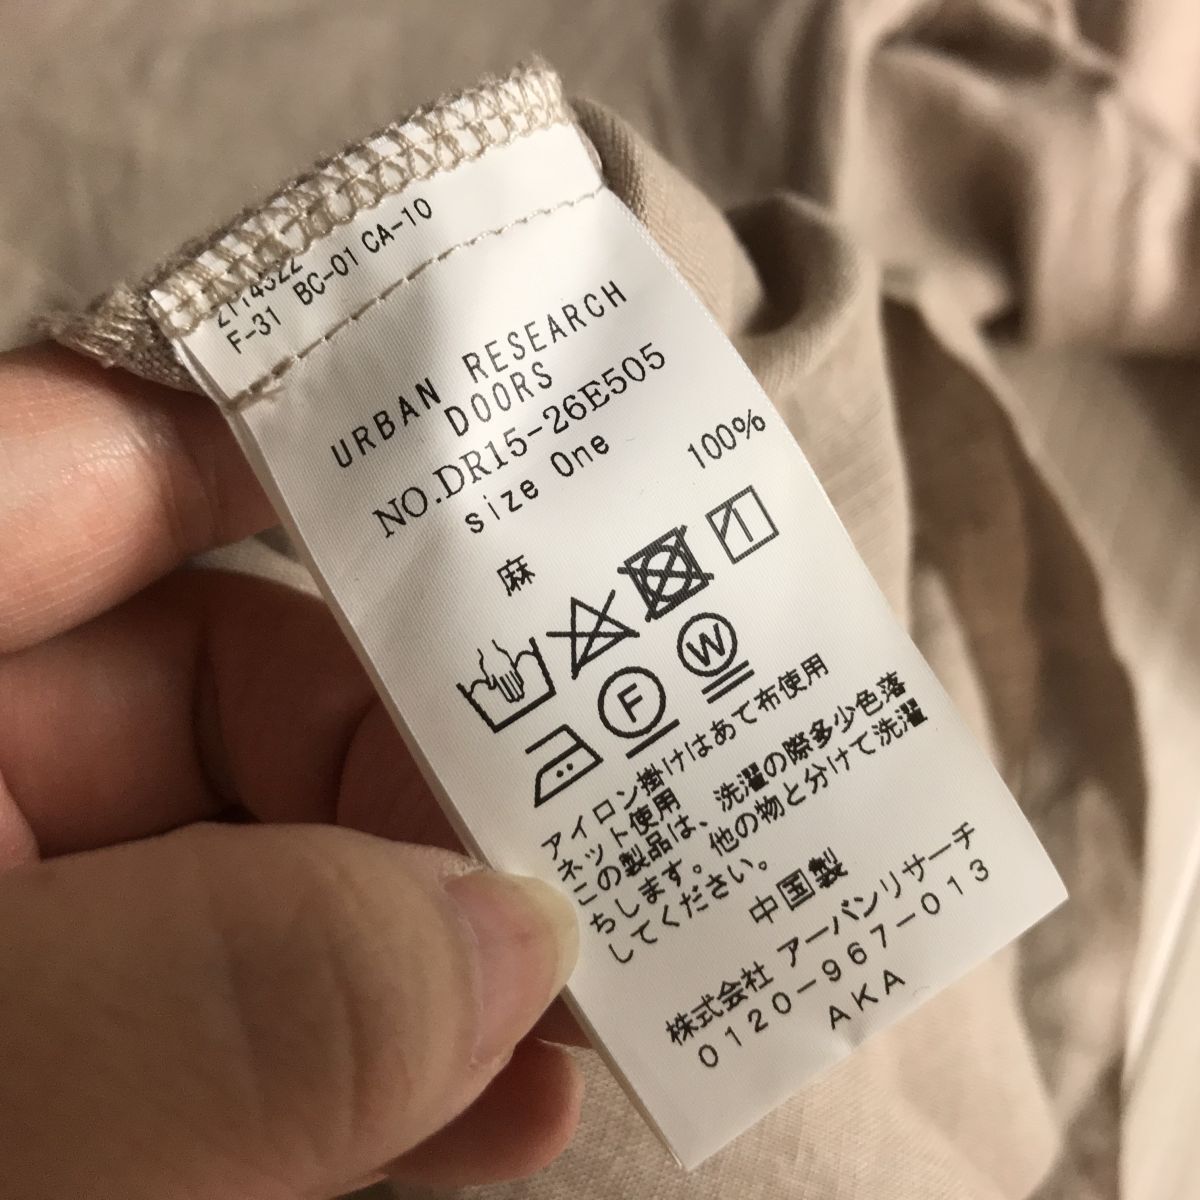 2114322
F-31 BC-01 CA-10
URBAN RESEARCH
DOORS
NO.DR15-26E505
size One
麻 100%
F W
アイロン掛けはあて布使用
ネット使用
この製品は、洗濯の際多少色落
ちします。他の物と分けて洗濯
してください。
中国製
株式会社 アーバンリサーチ
0120-967-013
AKA